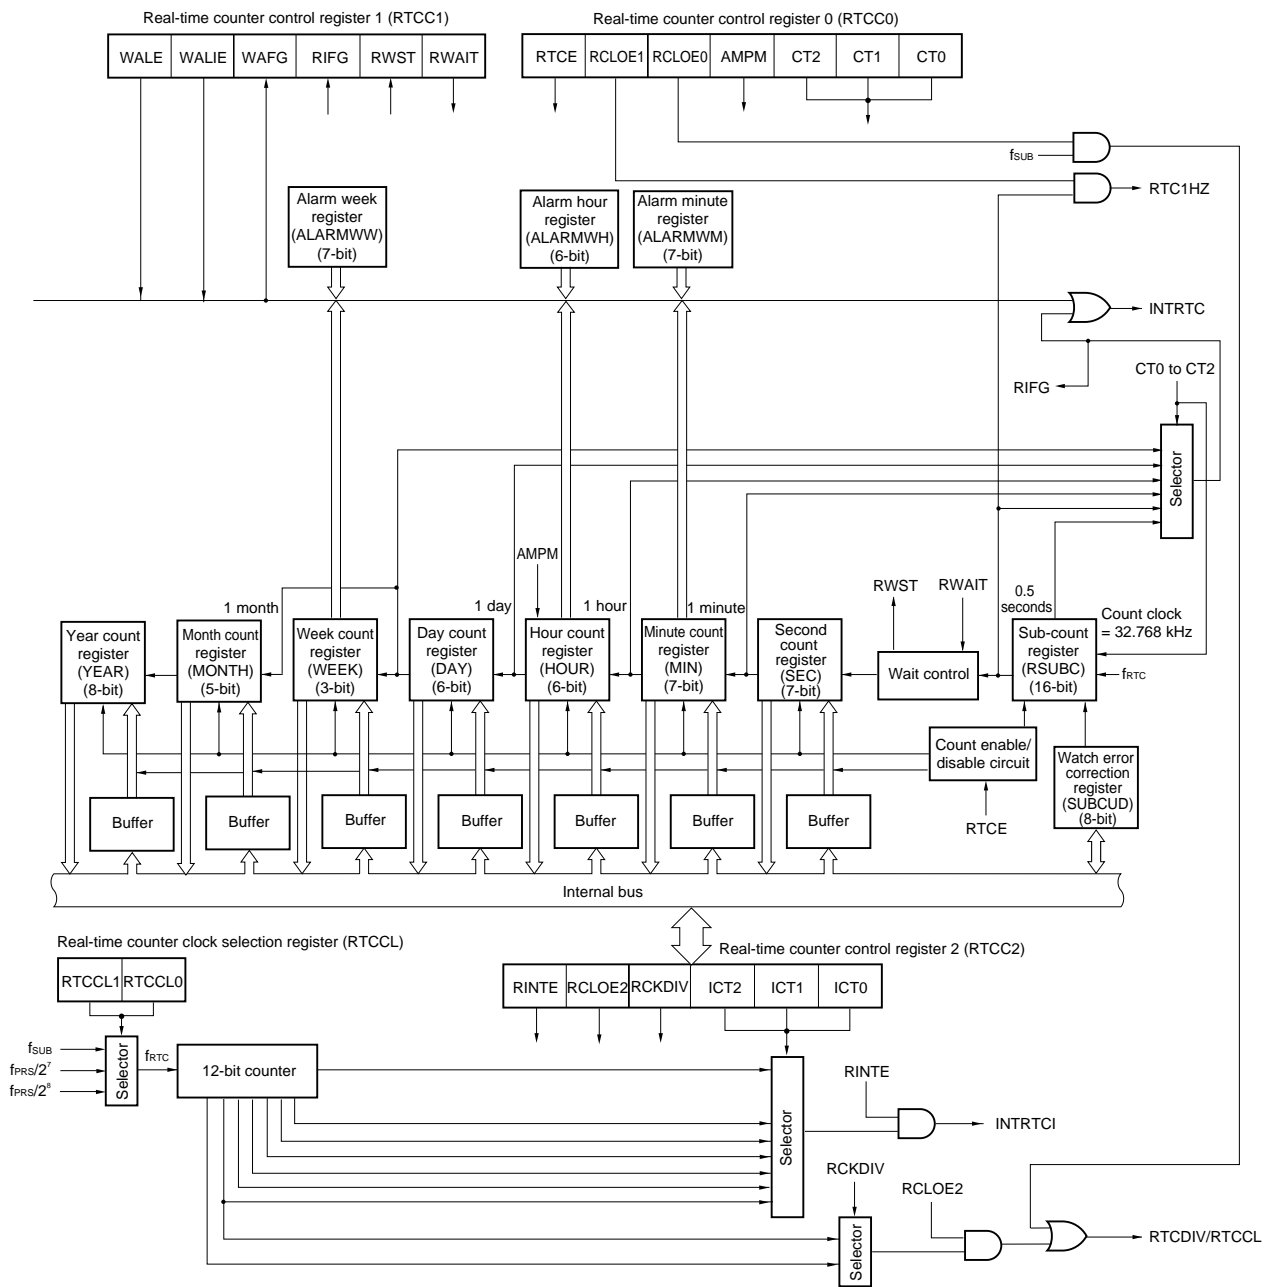 Real-time counter control register 1 (RTCC1)
WALE WALIE WAFG RIFG RWST RWAIT
Real-time counter control register 0 (RTCC0)
RTCE RCLOE1 RCLOE0 AMPM CT2 CT1 CT0
fSUB
RTC1HZ
Alarm week
register
(ALARMWW)
(7-bit)
Alarm hour
register
(ALARMWH)
(6-bit)
Alarm minute
register
(ALARMWM)
(7-bit)
INTRTC
CT0 to CT2
RIFG
Selector
AMPM
RWST
RWAIT
0.5
seconds
Count clock
= 32.768 kHz
1 month
1 day
1 hour
1 minute
Year count
register
(YEAR)
(8-bit)
Month count
register
(MONTH)
(5-bit)
Week count
register
(WEEK)
(3-bit)
Day count
register
(DAY)
(6-bit)
Hour count
register
(HOUR)
(6-bit)
Minute count
register
(MIN)
(7-bit)
Second
count
register
(SEC)
(7-bit)
Wait control
Sub-count
register
(RSUBC)
(16-bit)
fRTC
Count enable/
disable circuit
RTCE
Watch error
correction
register
(SUBCUD)
(8-bit)
Buffer
Buffer
Buffer
Buffer
Buffer
Buffer
Buffer
Internal bus
Real-time counter clock selection register (RTCCL)
RTCCL1 RTCCL0
Real-time counter control register 2 (RTCC2)
RINTE RCLOE2 RCKDIV ICT2 ICT1 ICT0
fSUB
fPRS/2⁷
fPRS/2⁸
Selector
fRTC
12-bit counter
Selector
RINTE
INTRTCI
RCKDIV
Selector
RCLOE2
RTCDIV/RTCCL